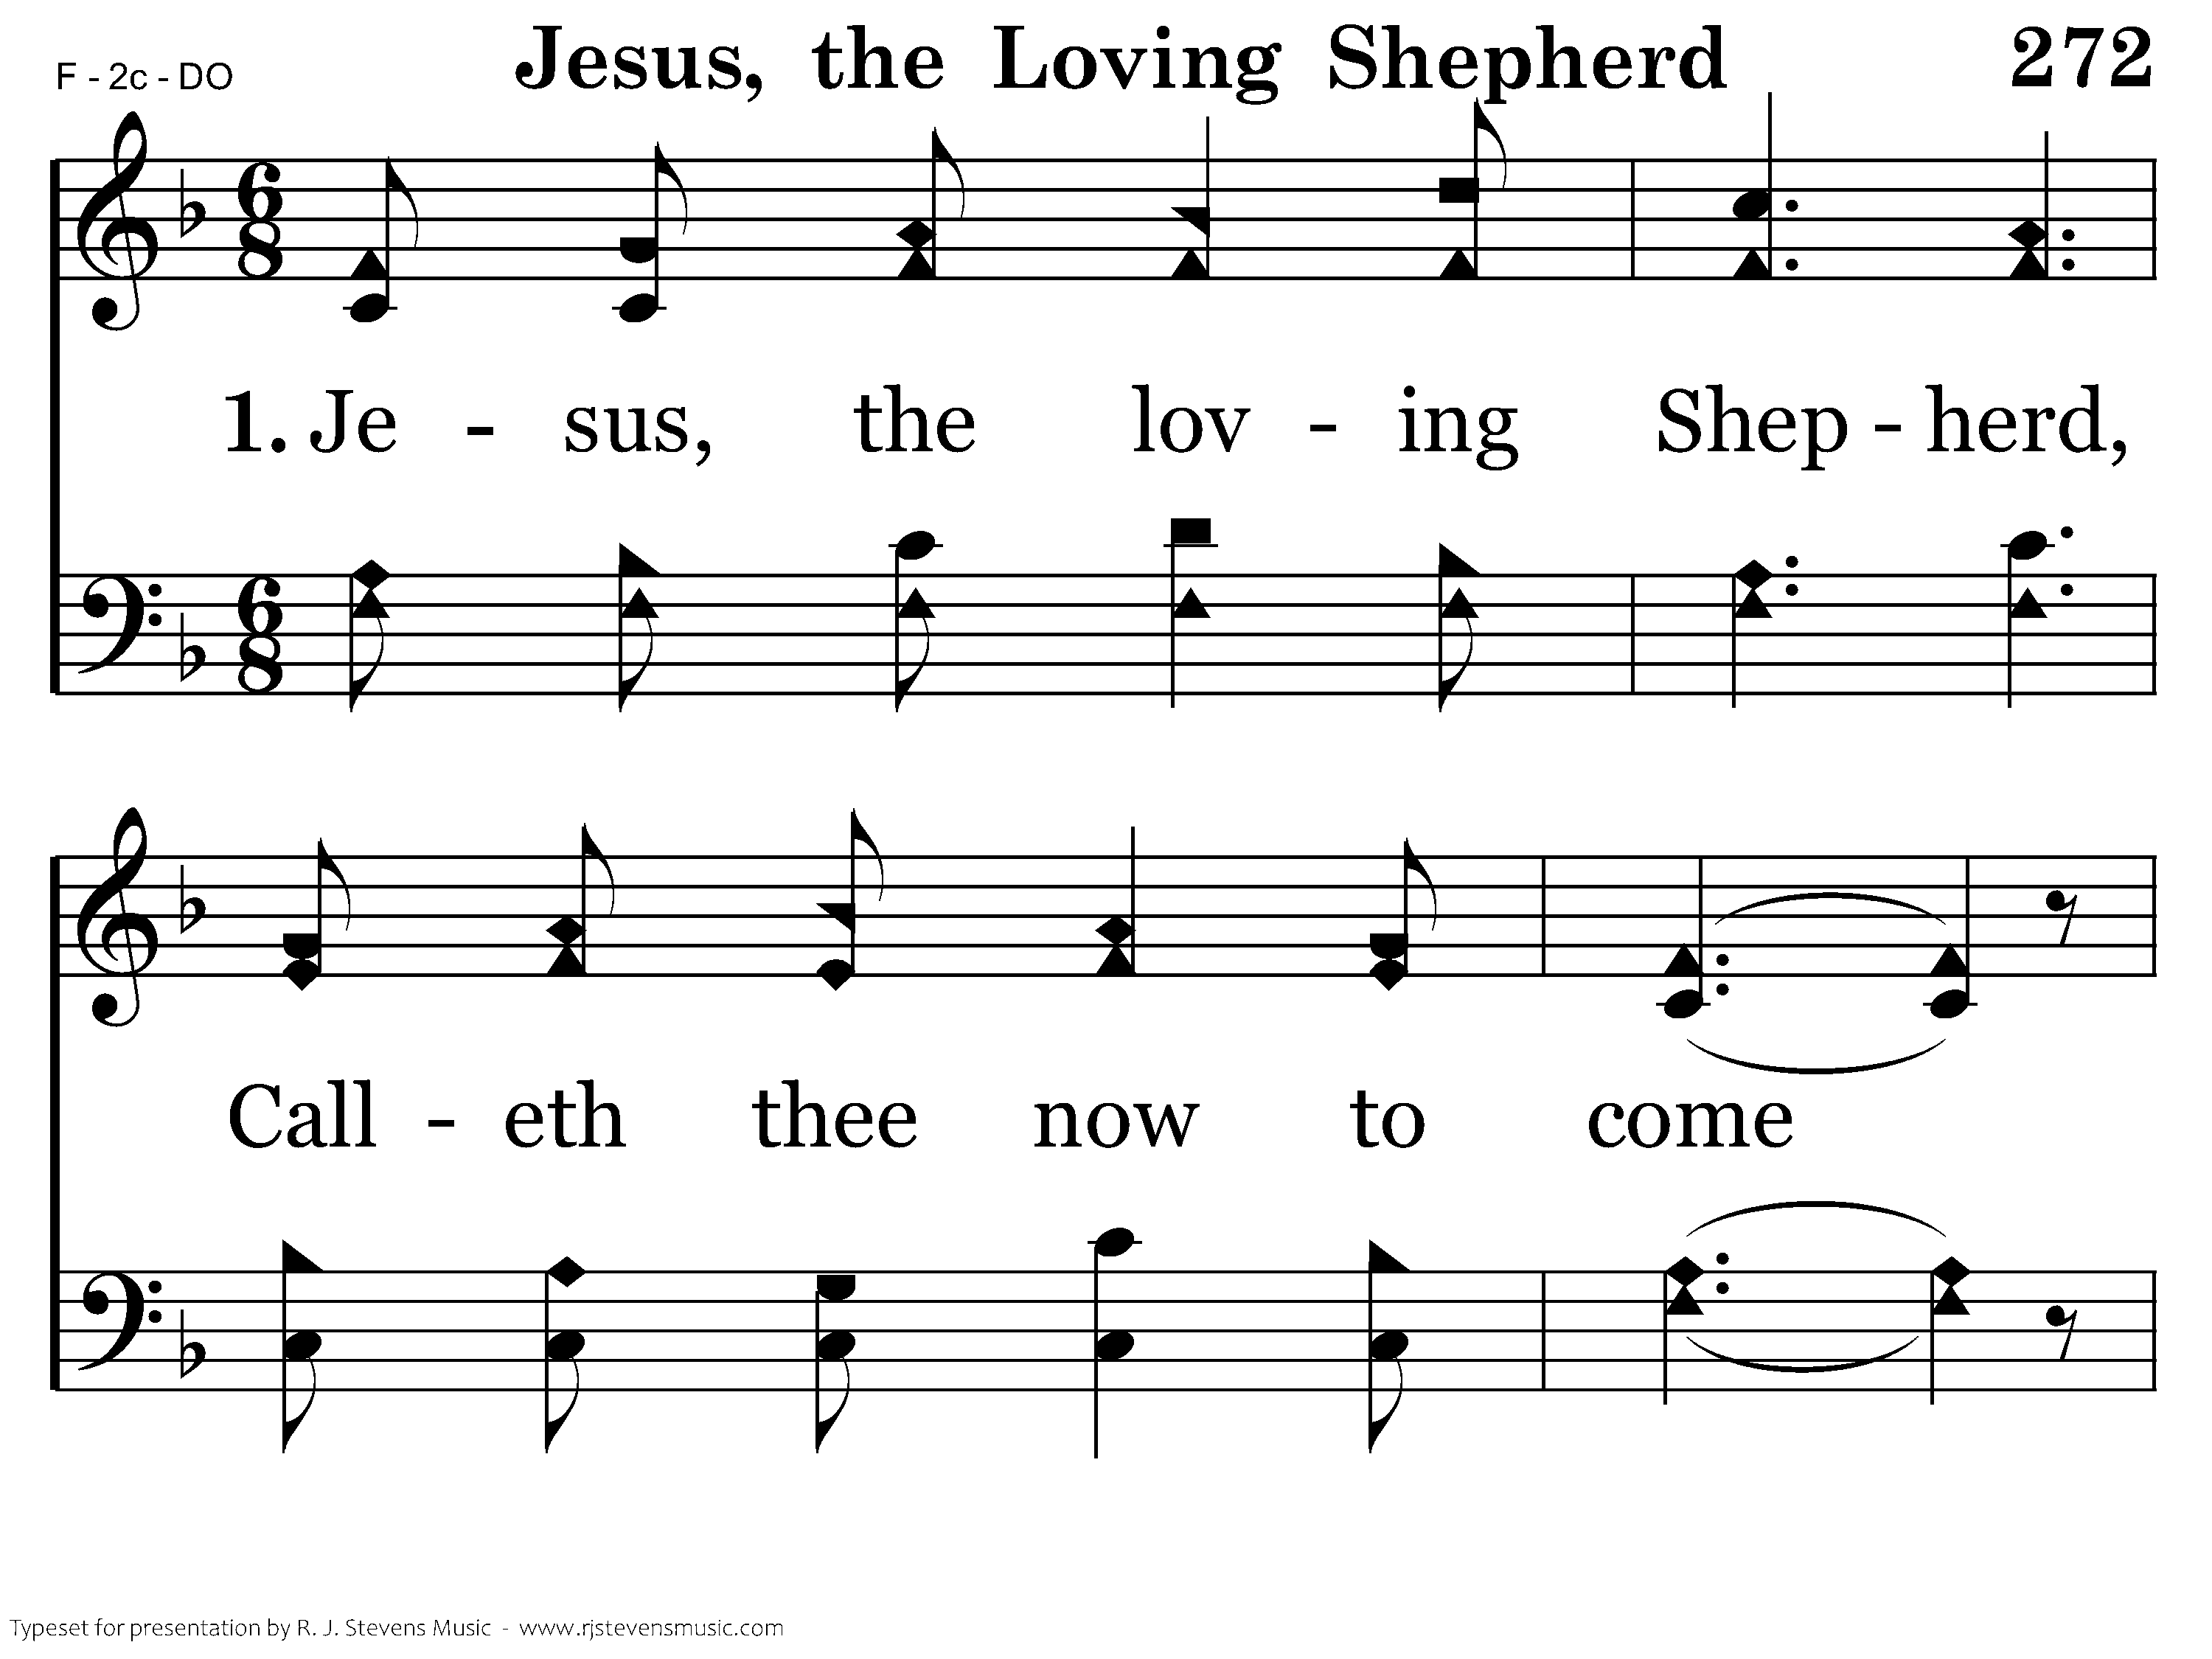 F - 2c - DO Jesus, the Loving Shepherd 272
1. Je - sus, the lov - ing Shep - herd,
Call - eth thee now to come
Typeset for presentation by R. J. Stevens Music - www.rjstevensmusic.com